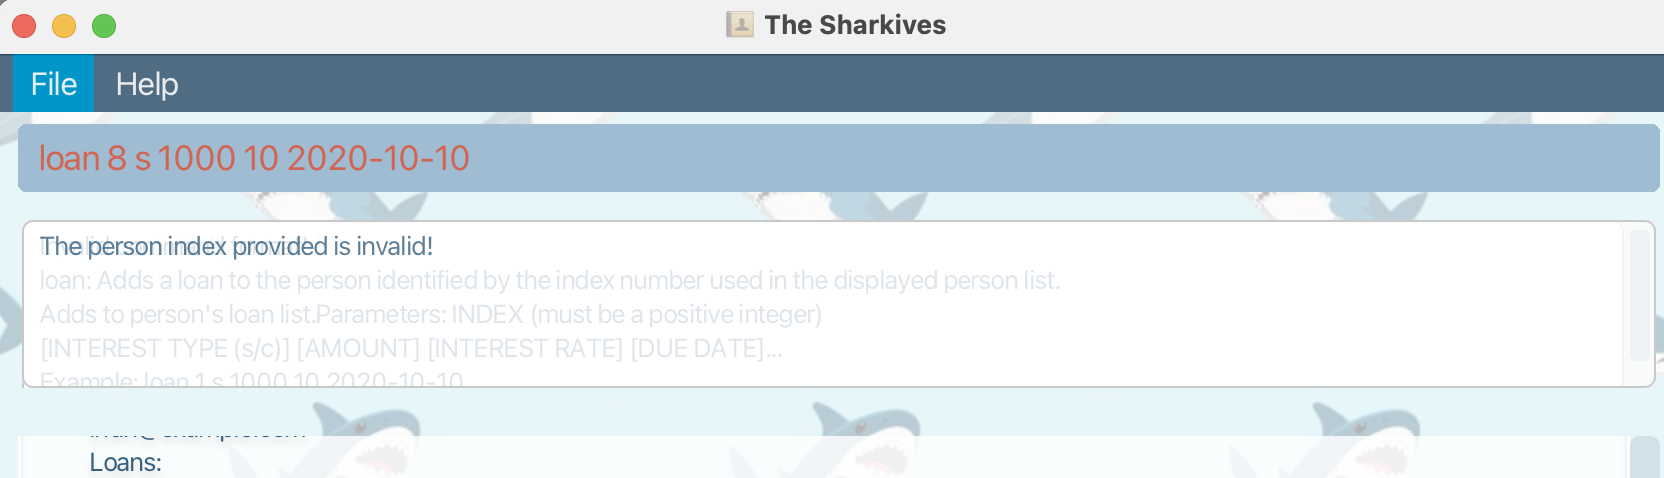 The Sharkives
File Help
loan 8 s 1000 10 2020-10-10
The person index provided is invalid!
loan: Adds a loan to the person identified by the index number used in the displayed person list.
Adds to person's loan list.Parameters: INDEX (must be a positive integer)
[INTEREST TYPE (s/c)] [AMOUNT] [INTEREST RATE] [DUE DATE]...
Example: loan 1 s 1000 10 2020-10-10
Loans: